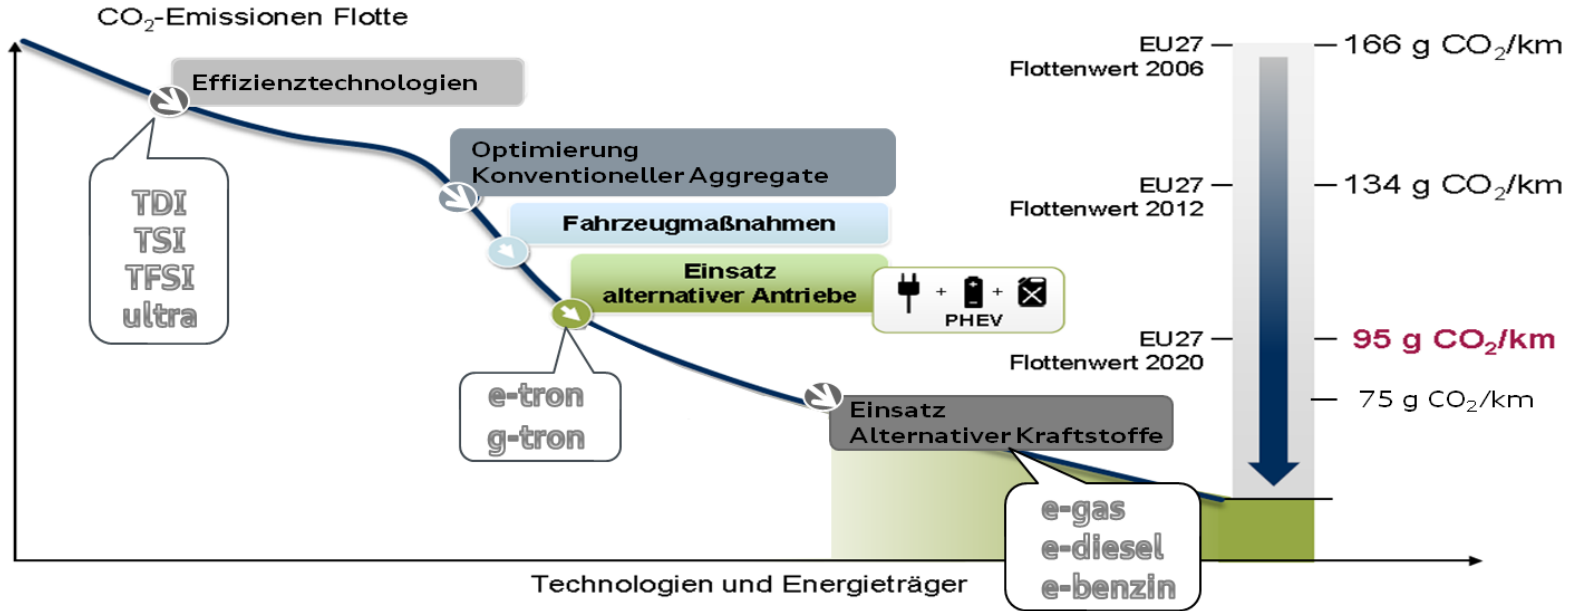 CO₂-Emissionen Flotte
Effizienztechnologien
TDI
TSI
TFSI
ultra
Optimierung
Konventioneller Aggregate
Fahrzeugmaßnahmen
Einsatz
alternativer Antriebe
+ +
PHEV
e-tron
g-tron
Einsatz
Alternativer Kraftstoffe
e-gas
e-diesel
e-benzin
Technologien und Energieträger
EU27
Flottenwert 2006
166 g CO₂/km
EU27
Flottenwert 2012
134 g CO₂/km
EU27
Flottenwert 2020
95 g CO₂/km
75 g CO₂/km